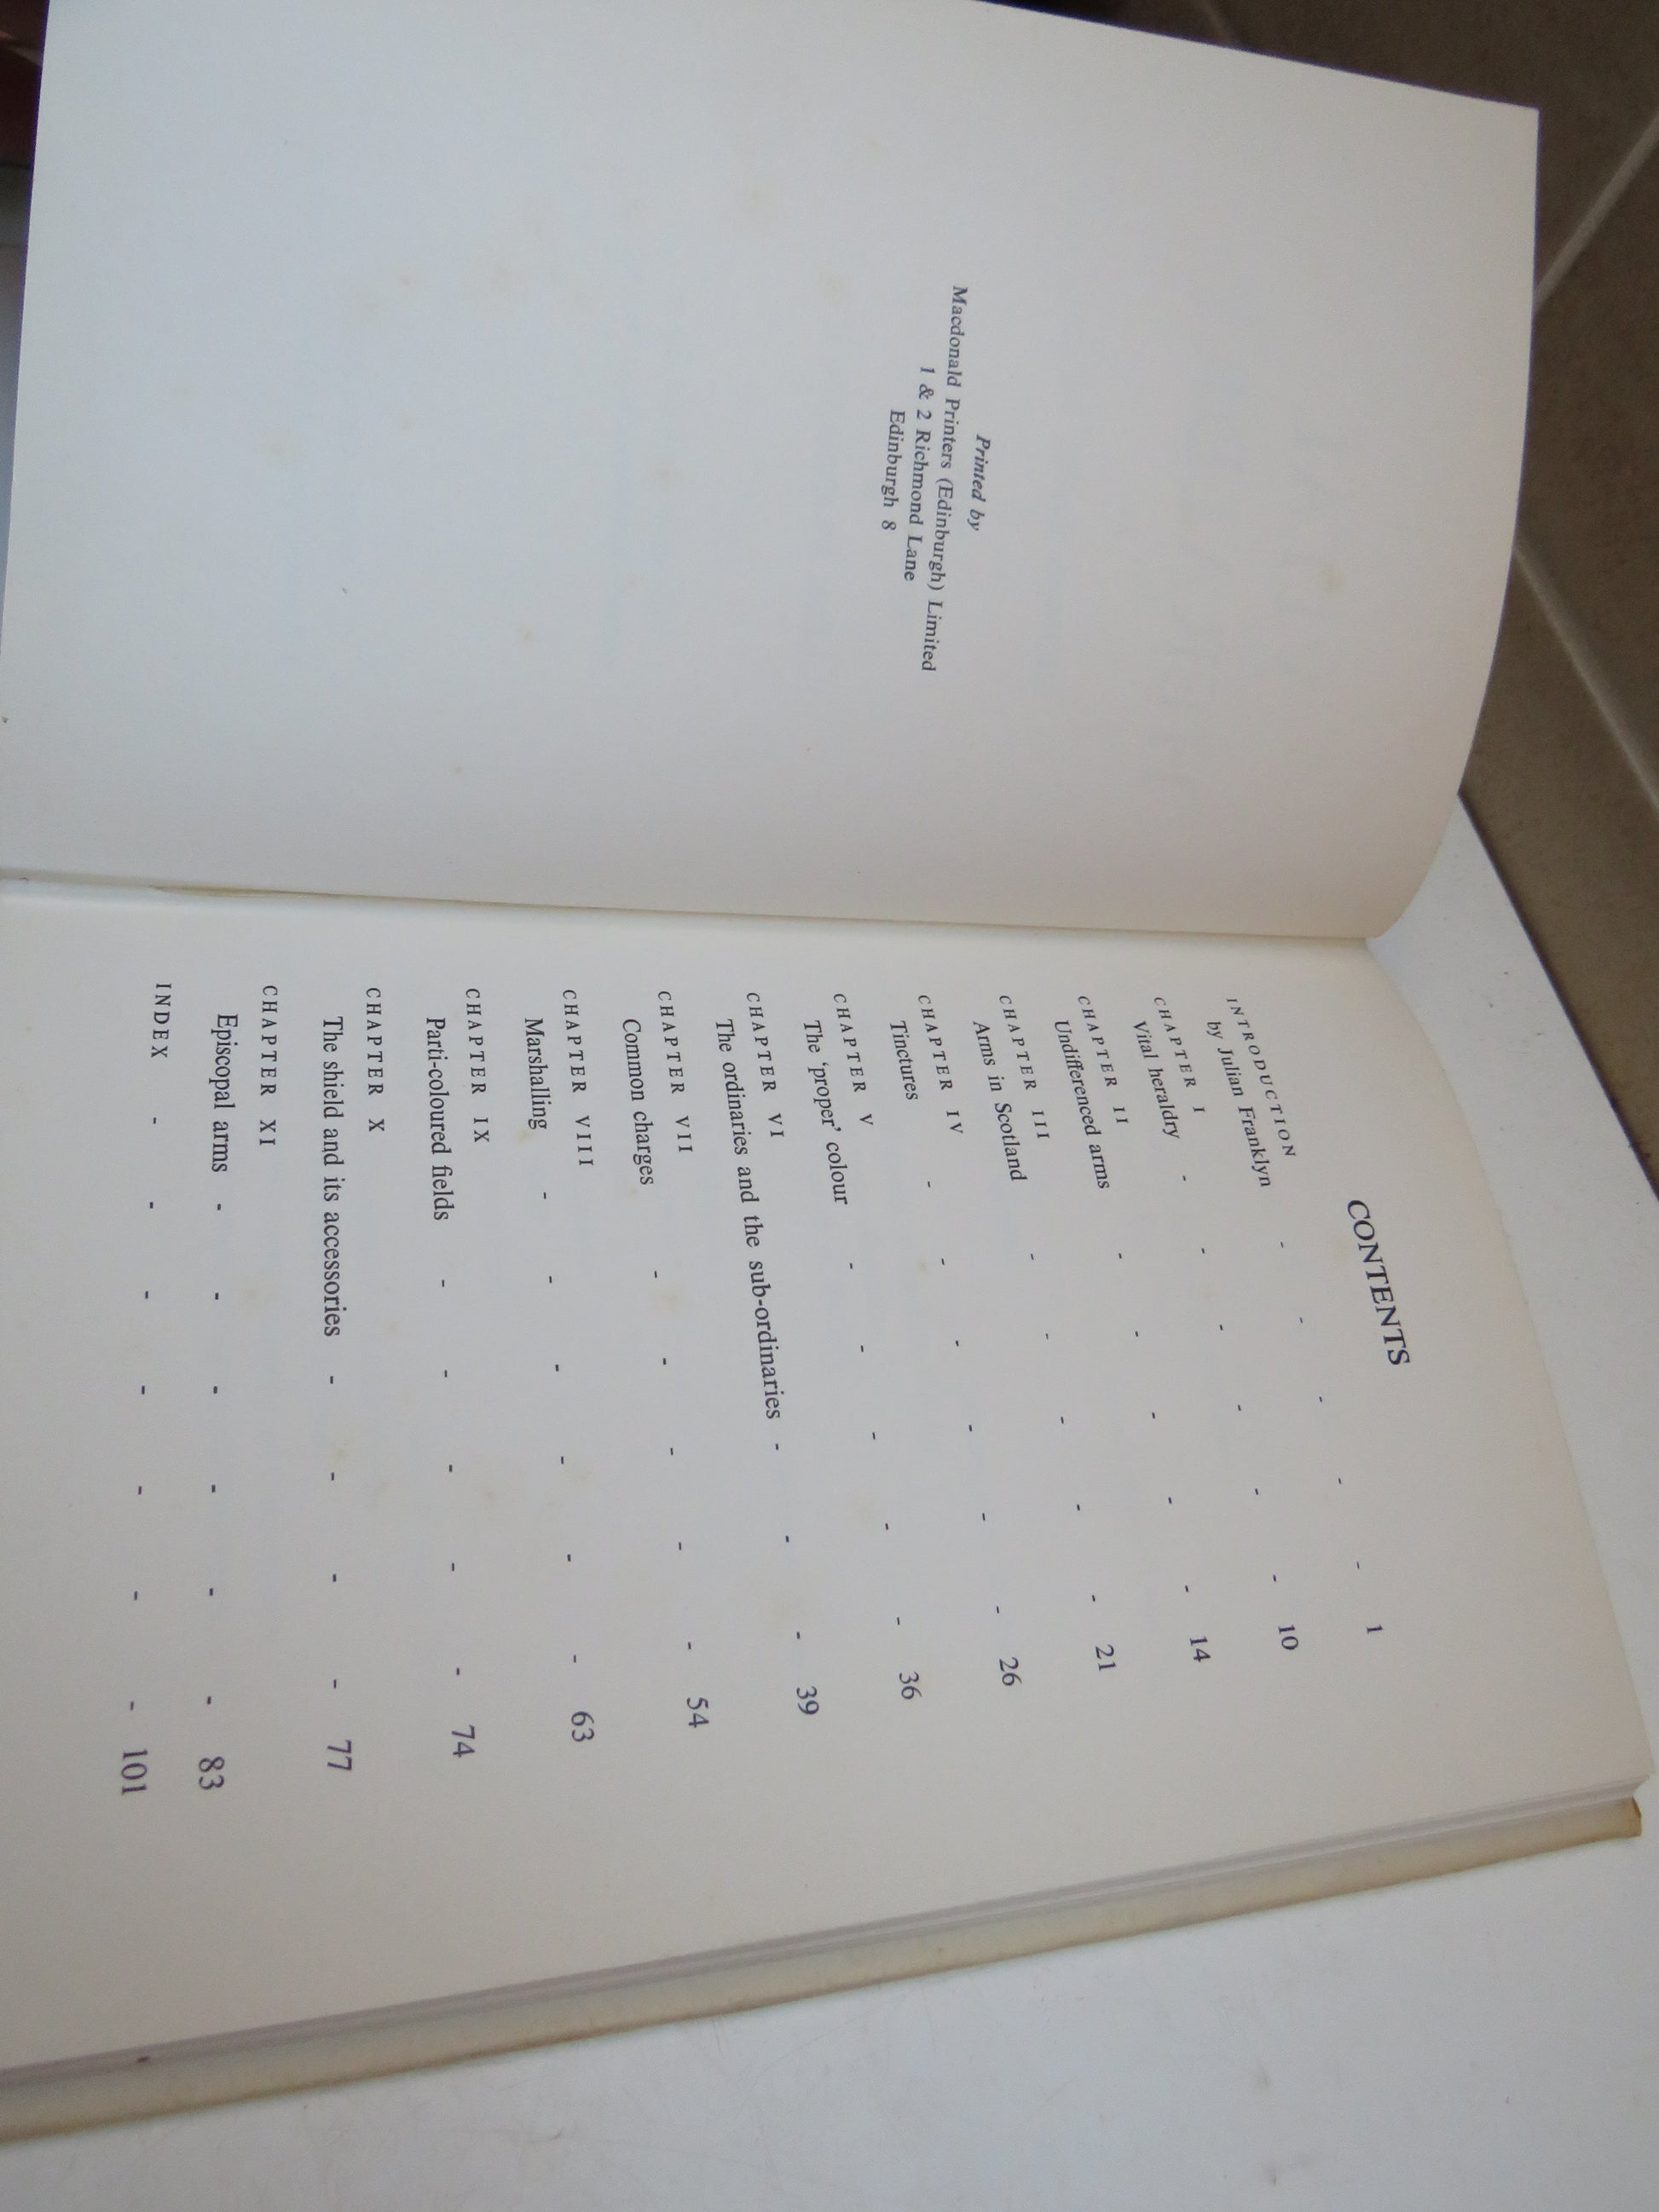 Printed by
Macdonald Printers (Edinburgh) Limited
1 & 2 Richmond Lane
Edinburgh 8
CONTENTS
INTRODUCTION
by Julian Franklyn - - - - - 1
CHAPTER I
Vital heraldry - - - - - - 10
CHAPTER II
Undifferenced arms - - - - - 14
CHAPTER III
Arms in Scotland - - - - - 21
CHAPTER IV
Tinctures - - - - - - 26
CHAPTER V
The ‘proper’ colour - - - - - 36
CHAPTER VI
The ordinaries and the sub-ordinaries - - - 39
CHAPTER VII
Common charges - - - - - 54
CHAPTER VIII
Marshalling - - - - - - 63
CHAPTER IX
Parti-coloured fields - - - - - 74
CHAPTER X
The shield and its accessories - - - - 77
CHAPTER XI
Episcopal arms - - - - - - 83
INDEX - - - - - - - 101